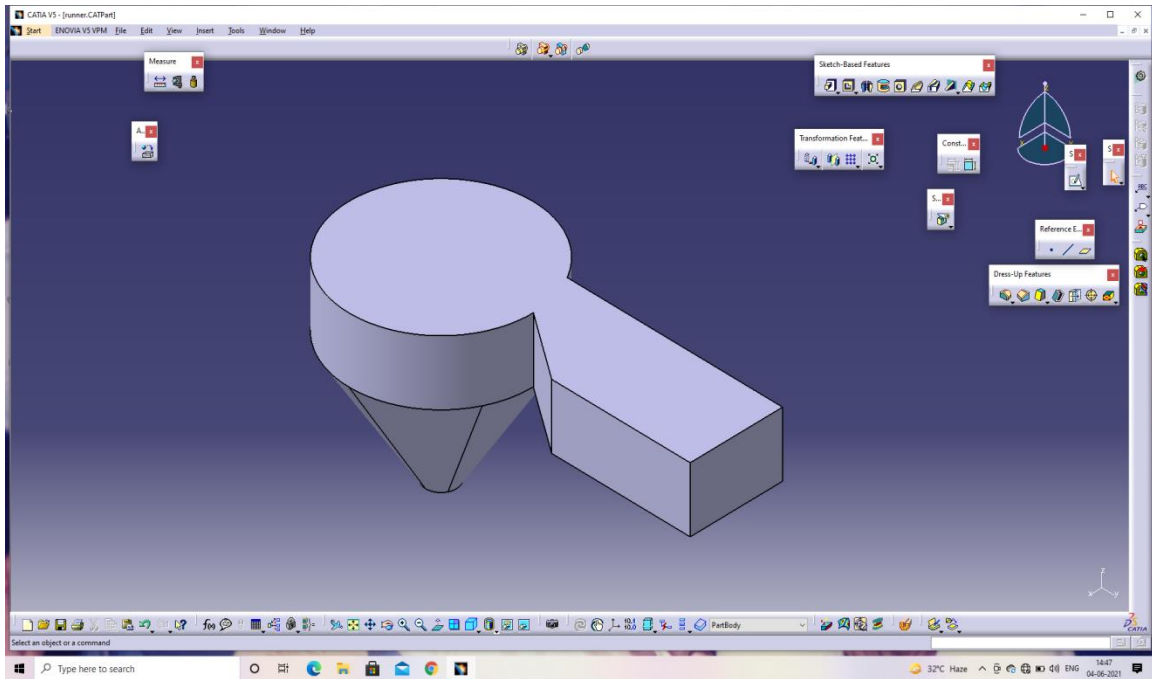 CATIA V5 - [runner.CATPart]
Start ENOVIA V5 VPM File Edit View Insert Tools Window Help
Measure
Sketch-Based Features
A...
Transformation Feat...
Const...
S...
S...
S...
Reference E...
Dress-Up Features
z
x y
f(x)
PartBody
CATIA
Select an object or a command
Type here to search
32°C Haze
ENG
14:47
04-06-2021